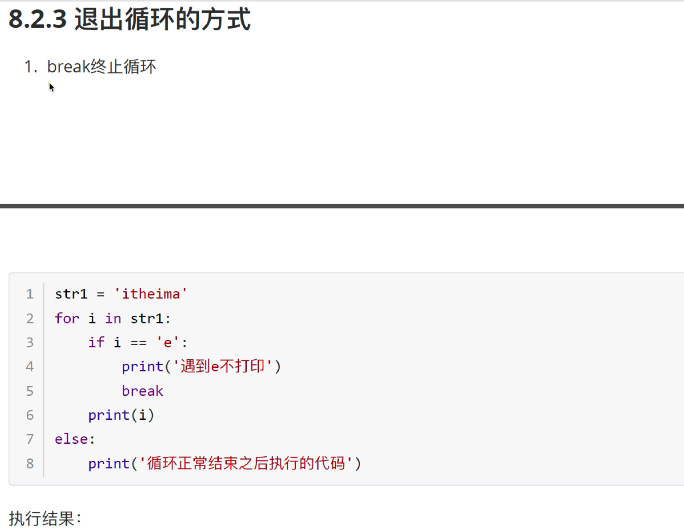 8.2.3 退出循环的方式
1. break终止循环
1 str1 = 'itheima'
2 for i in str1:
3     if i == 'e':
4         print('遇到e不打印')
5         break
6     print(i)
7 else:
8     print('循环正常结束之后执行的代码')
执行结果：